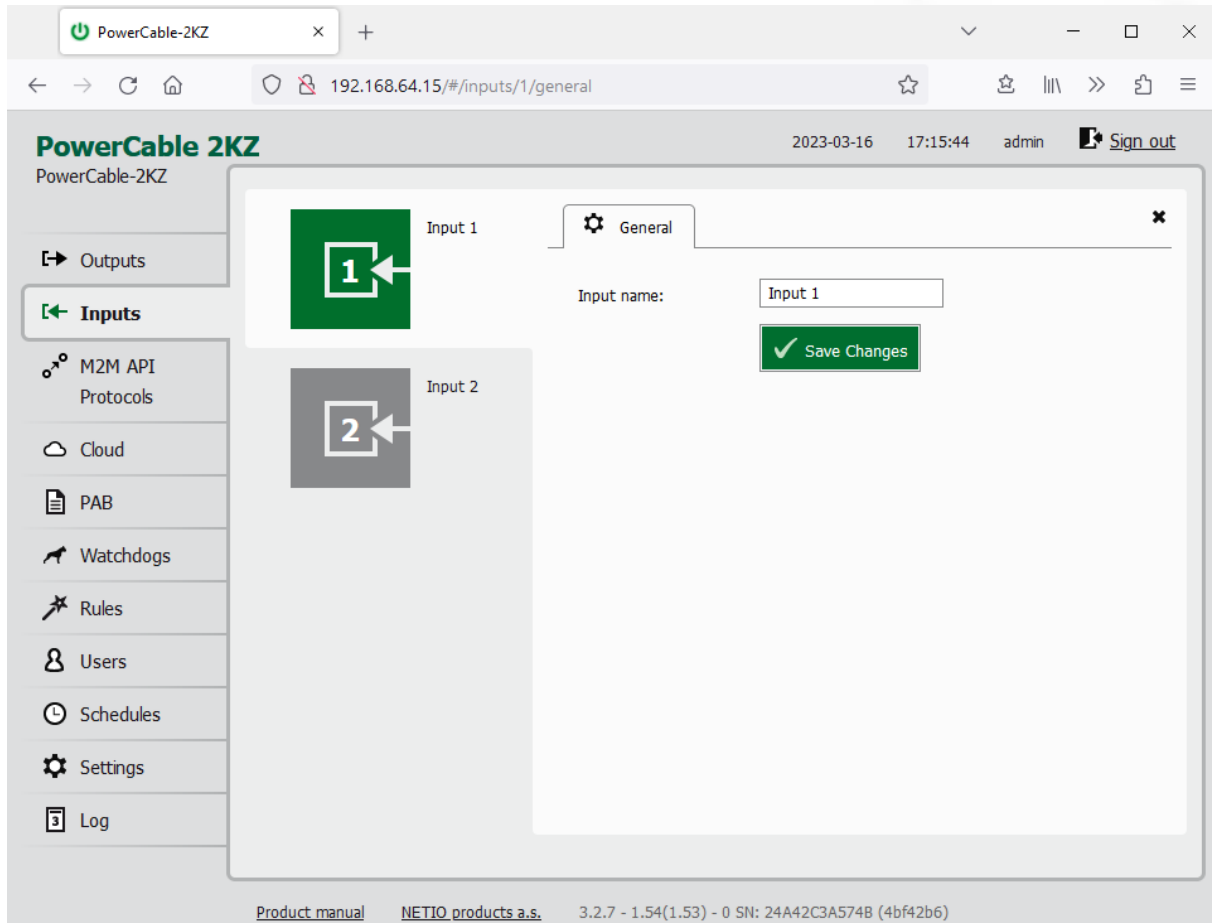 PowerCable-2KZ
192.168.64.15/#/inputs/1/general
PowerCable 2KZ
2023-03-16 17:15:44 admin Sign out
PowerCable-2KZ
Outputs
Inputs
M2M API
Protocols
Cloud
PAB
Watchdogs
Rules
Users
Schedules
Settings
3 Log
1 Input 1
2 Input 2
General
Input name: Input 1
Save Changes
Product manual NETIO products a.s. 3.2.7 - 1.54(1.53) - 0 SN: 24A42C3A574B (4bf42b6)